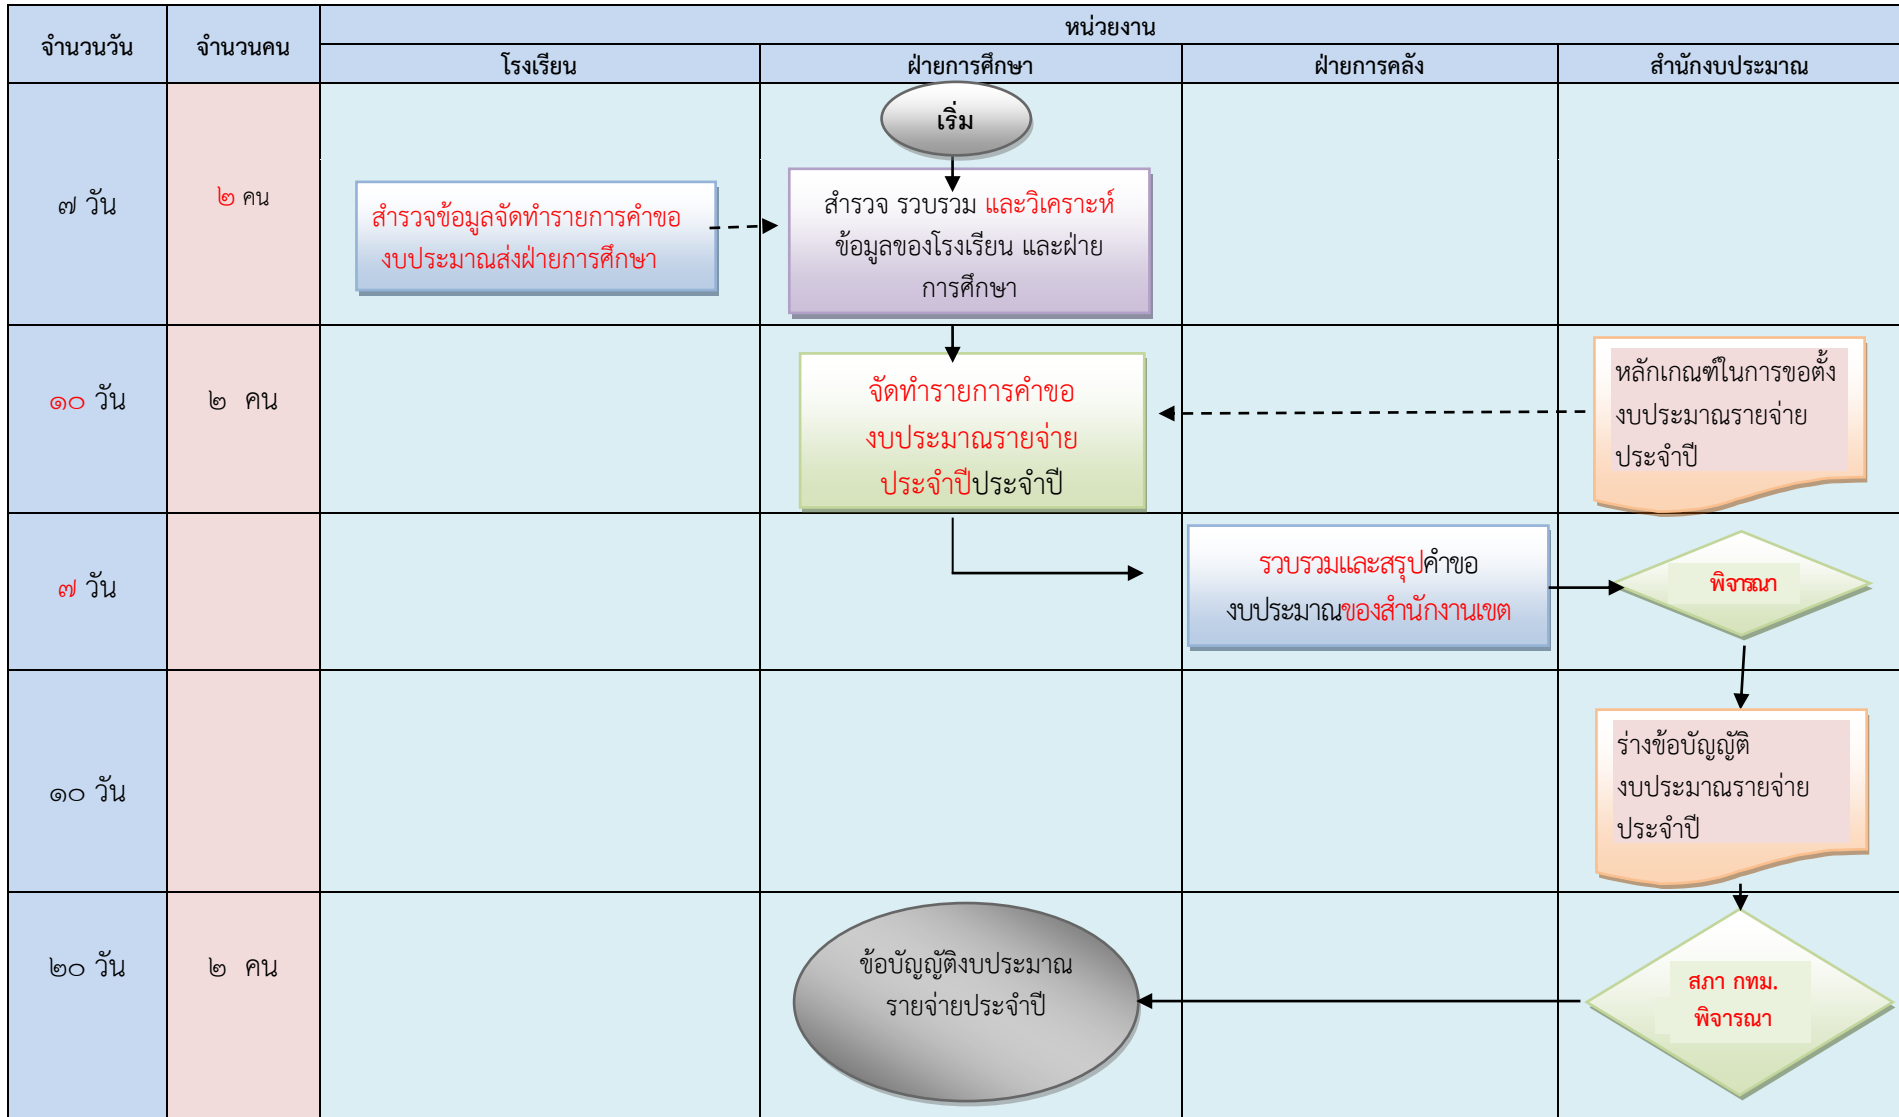 จำนวนวัน
จำนวนคน
หน่วยงาน
โรงเรียน
ฝ่ายการศึกษา
ฝ่ายการคลัง
สำนักงบประมาณ
๗ วัน
๒ คน
สำรวจข้อมูลจัดทำรายการคำขอ
งบประมาณส่งฝ่ายการศึกษา
เริ่ม
สำรวจ รวบรวม และวิเคราะห์
ข้อมูลของโรงเรียน และฝ่าย
การศึกษา
๑๐ วัน
๒ คน
จัดทำรายการคำขอ
งบประมาณรายจ่าย
ประจำปีประจำปี
หลักเกณฑ์ในการขอตั้ง
งบประมาณรายจ่าย
ประจำปี
๗ วัน
รวบรวมและสรุปคำขอ
งบประมาณของสำนักงานเขต
พิจารณา
๑๐ วัน
ร่างข้อบัญญัติ
งบประมาณรายจ่าย
ประจำปี
๒๐ วัน
๒ คน
ข้อบัญญัติงบประมาณ
รายจ่ายประจำปี
สภา กทม.
พิจารณา